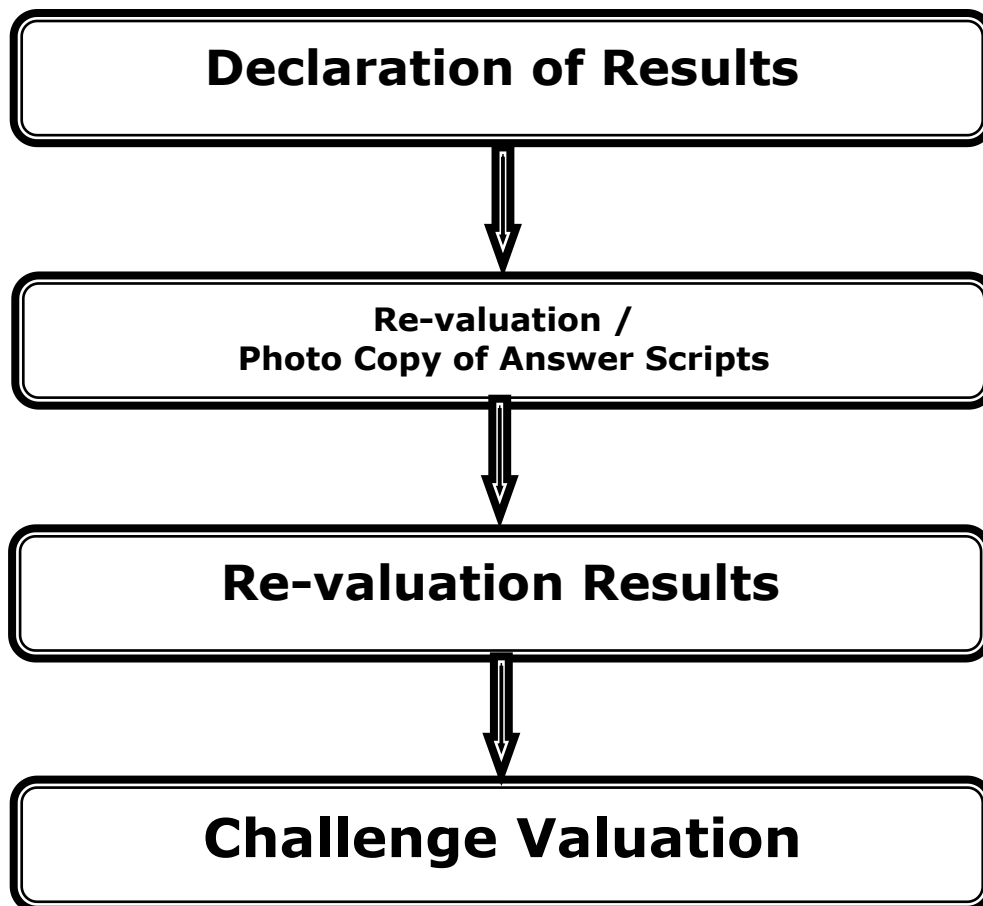 Declaration of Results
Re-valuation /
Photo Copy of Answer Scripts
Re-valuation Results
Challenge Valuation